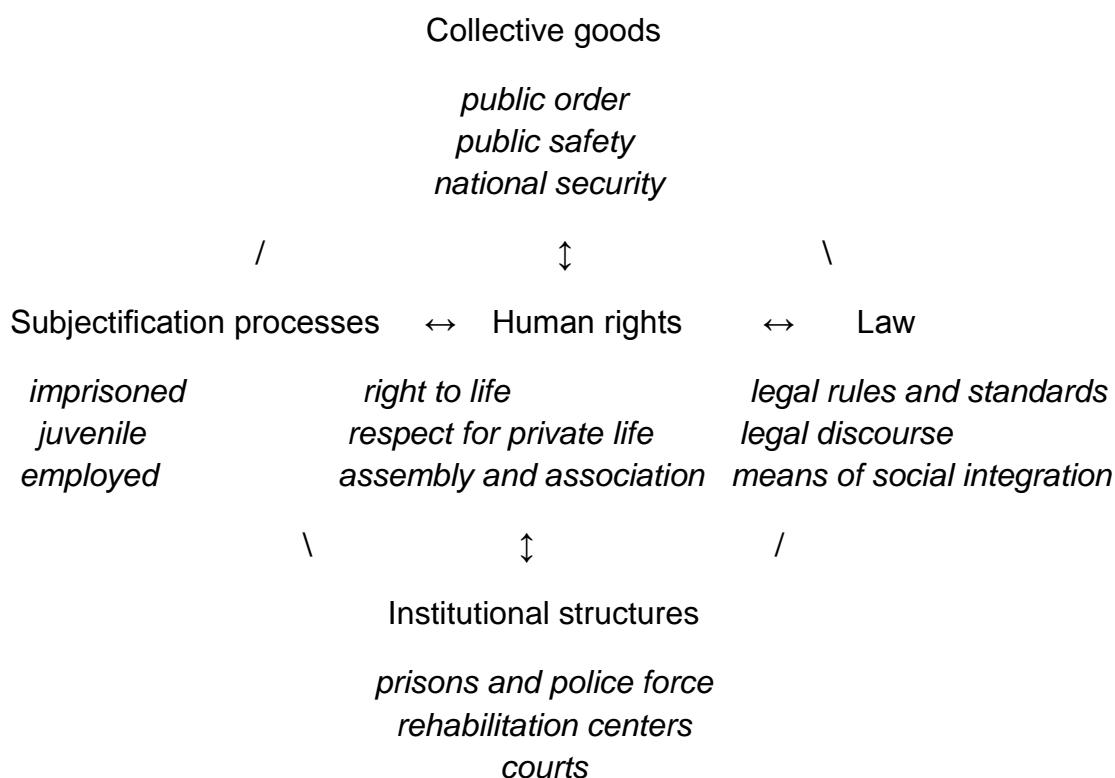 Collective goods
public order
public safety
national security
/ ↕ \
Subjectification processes ↔ Human rights ↔ Law
imprisoned right to life legal rules and standards
juvenile respect for private life legal discourse
employed assembly and association means of social integration
\ ↕ /
Institutional structures
prisons and police force
rehabilitation centers
courts